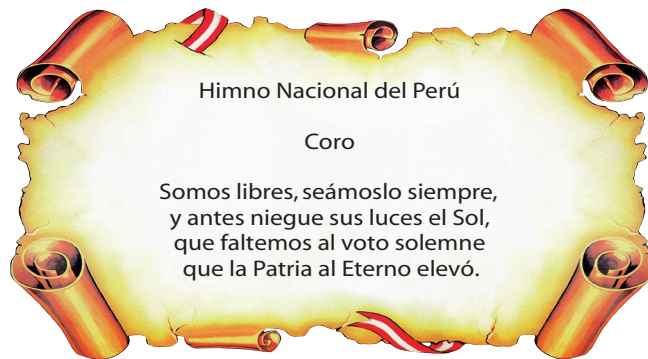 Himno Nacional del Perú
Coro
Somos libres, seámoslo siempre,
y antes niegue sus luces el Sol,
que faltemos al voto solemne
que la Patria al Eterno elevó.